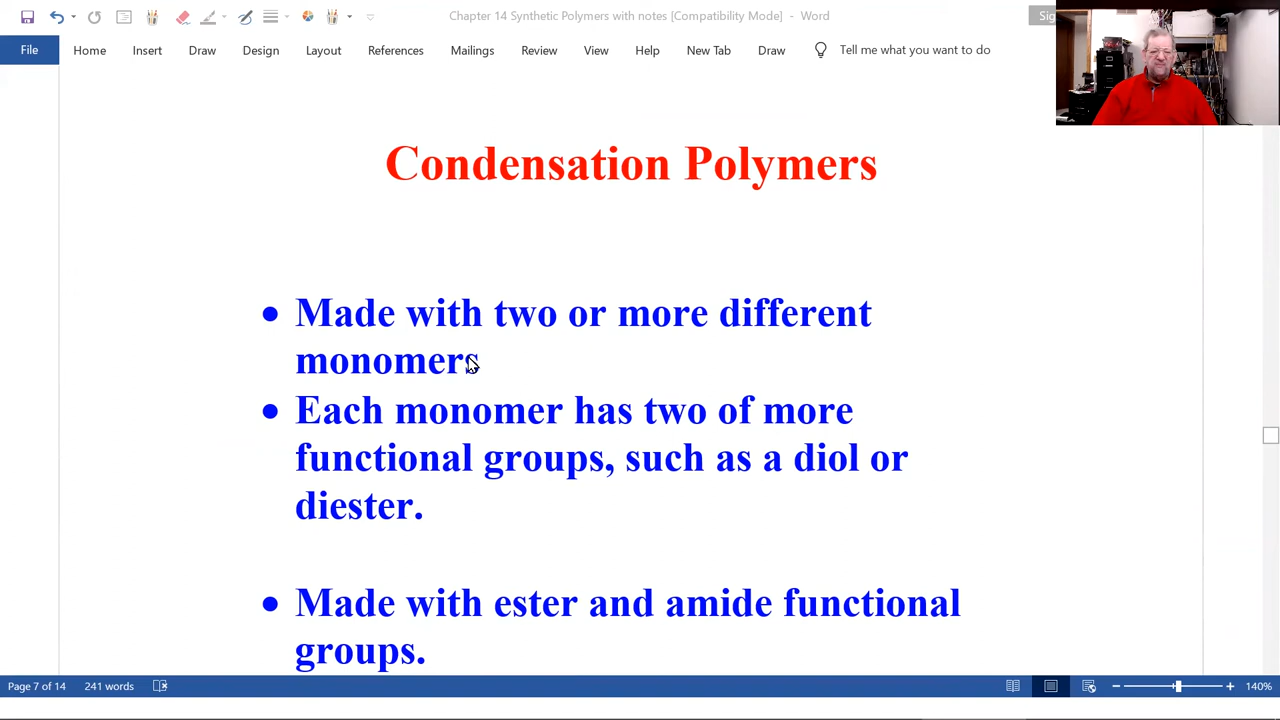 Chapter 14 Synthetic Polymers with notes [Compatibility Mode] - Word
File Home Insert Draw Design Layout References Mailings Review View Help New Tab Draw Tell me what you want to do
Condensation Polymers
• Made with two or more different
monomers
• Each monomer has two of more
functional groups, such as a diol or
diester.
• Made with ester and amide functional
groups.
Page 7 of 14 241 words 140%